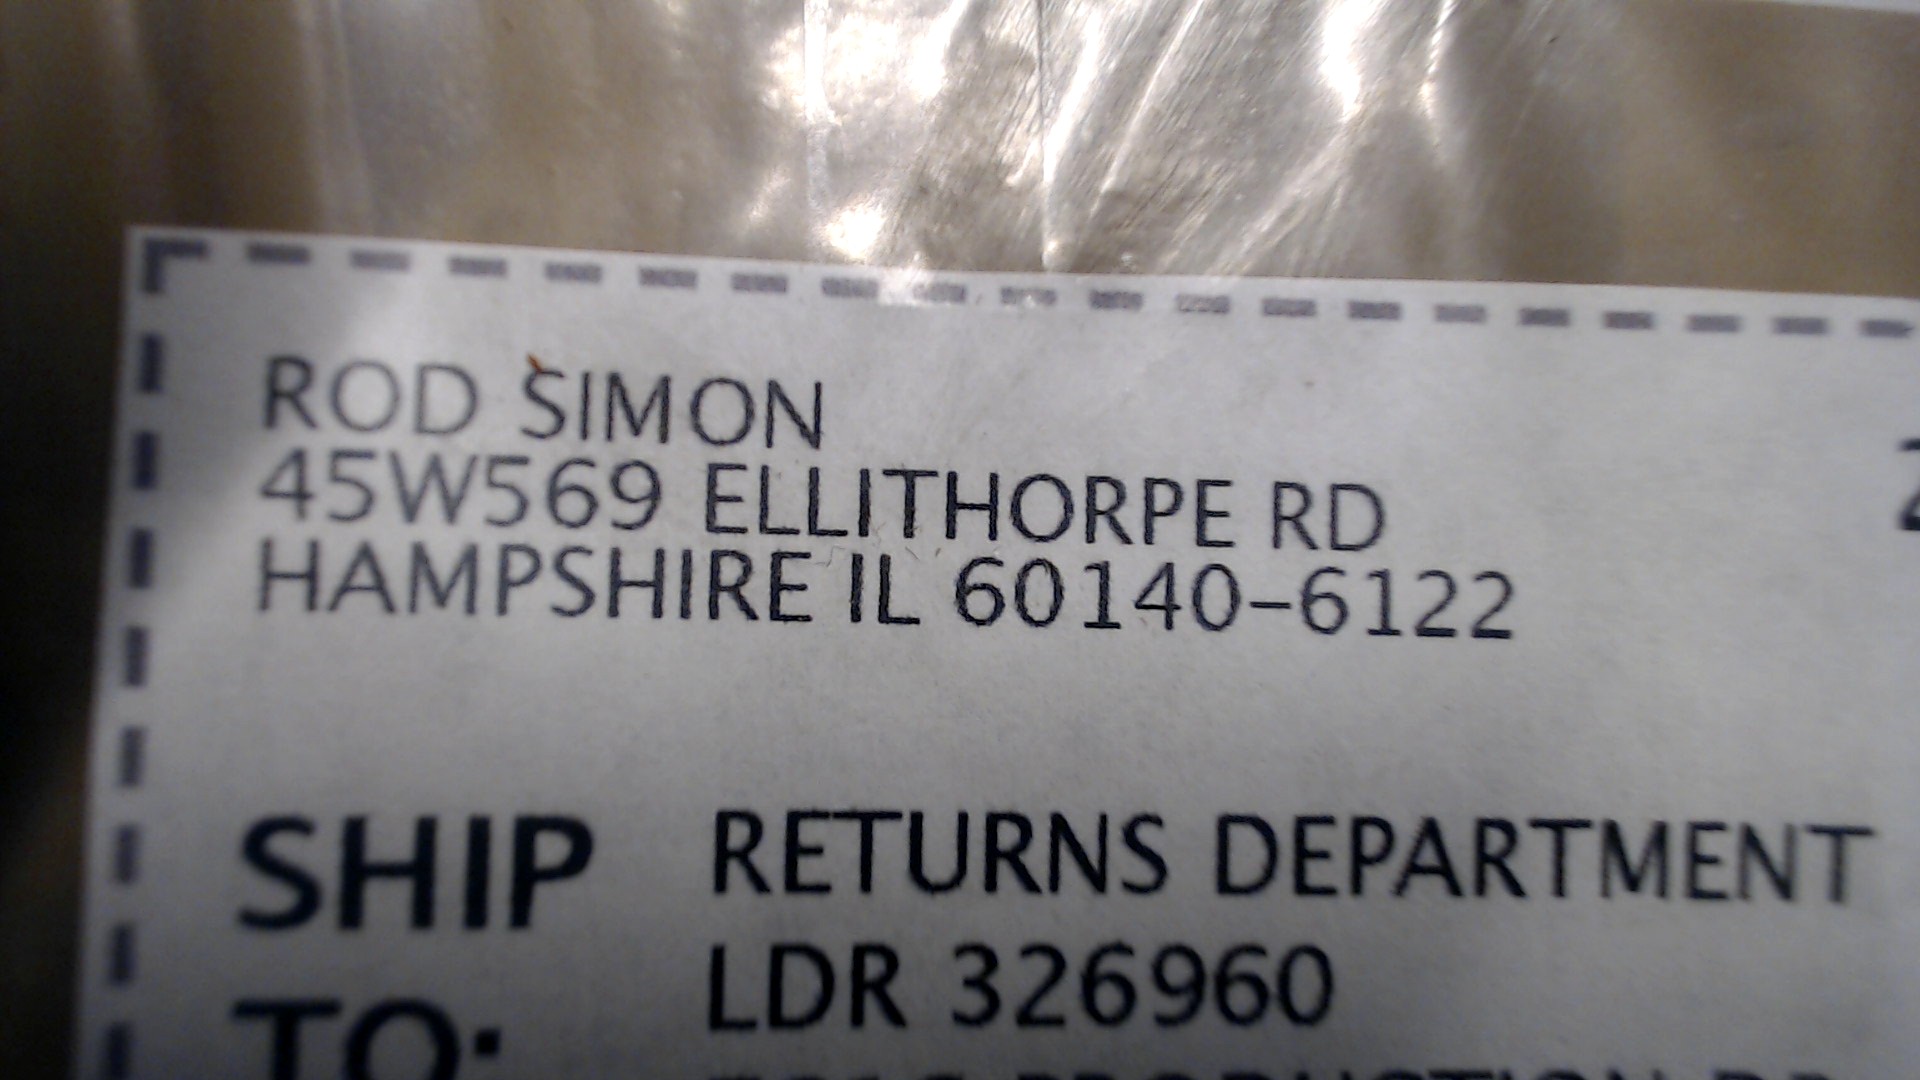 ROD SIMON
45W569 ELLITHORPE RD
HAMPSHIRE IL 60140-6122
SHIP RETURNS DEPARTMENT
LDR 326960
TO: